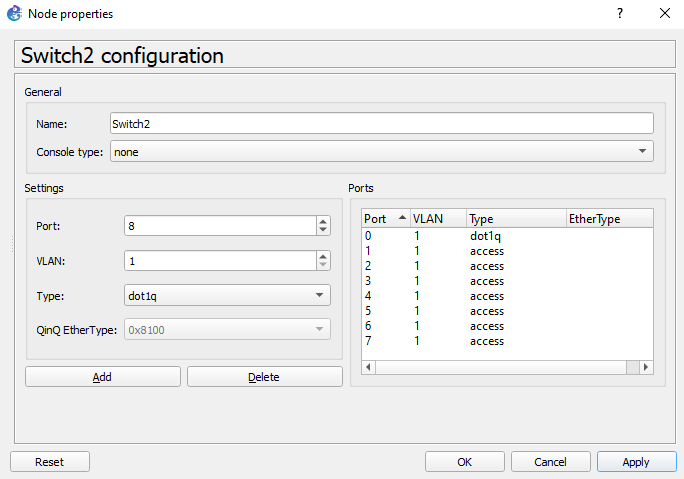 Node properties
Switch2 configuration
General
Name: Switch2
Console type: none
Settings
Port: 8
VLAN: 1
Type: dot1q
QinQ EtherType: 0x8100
Add Delete
Ports
Port VLAN Type EtherType
0 1 dot1q
1 1 access
2 1 access
3 1 access
4 1 access
5 1 access
6 1 access
7 1 access
Reset OK Cancel Apply